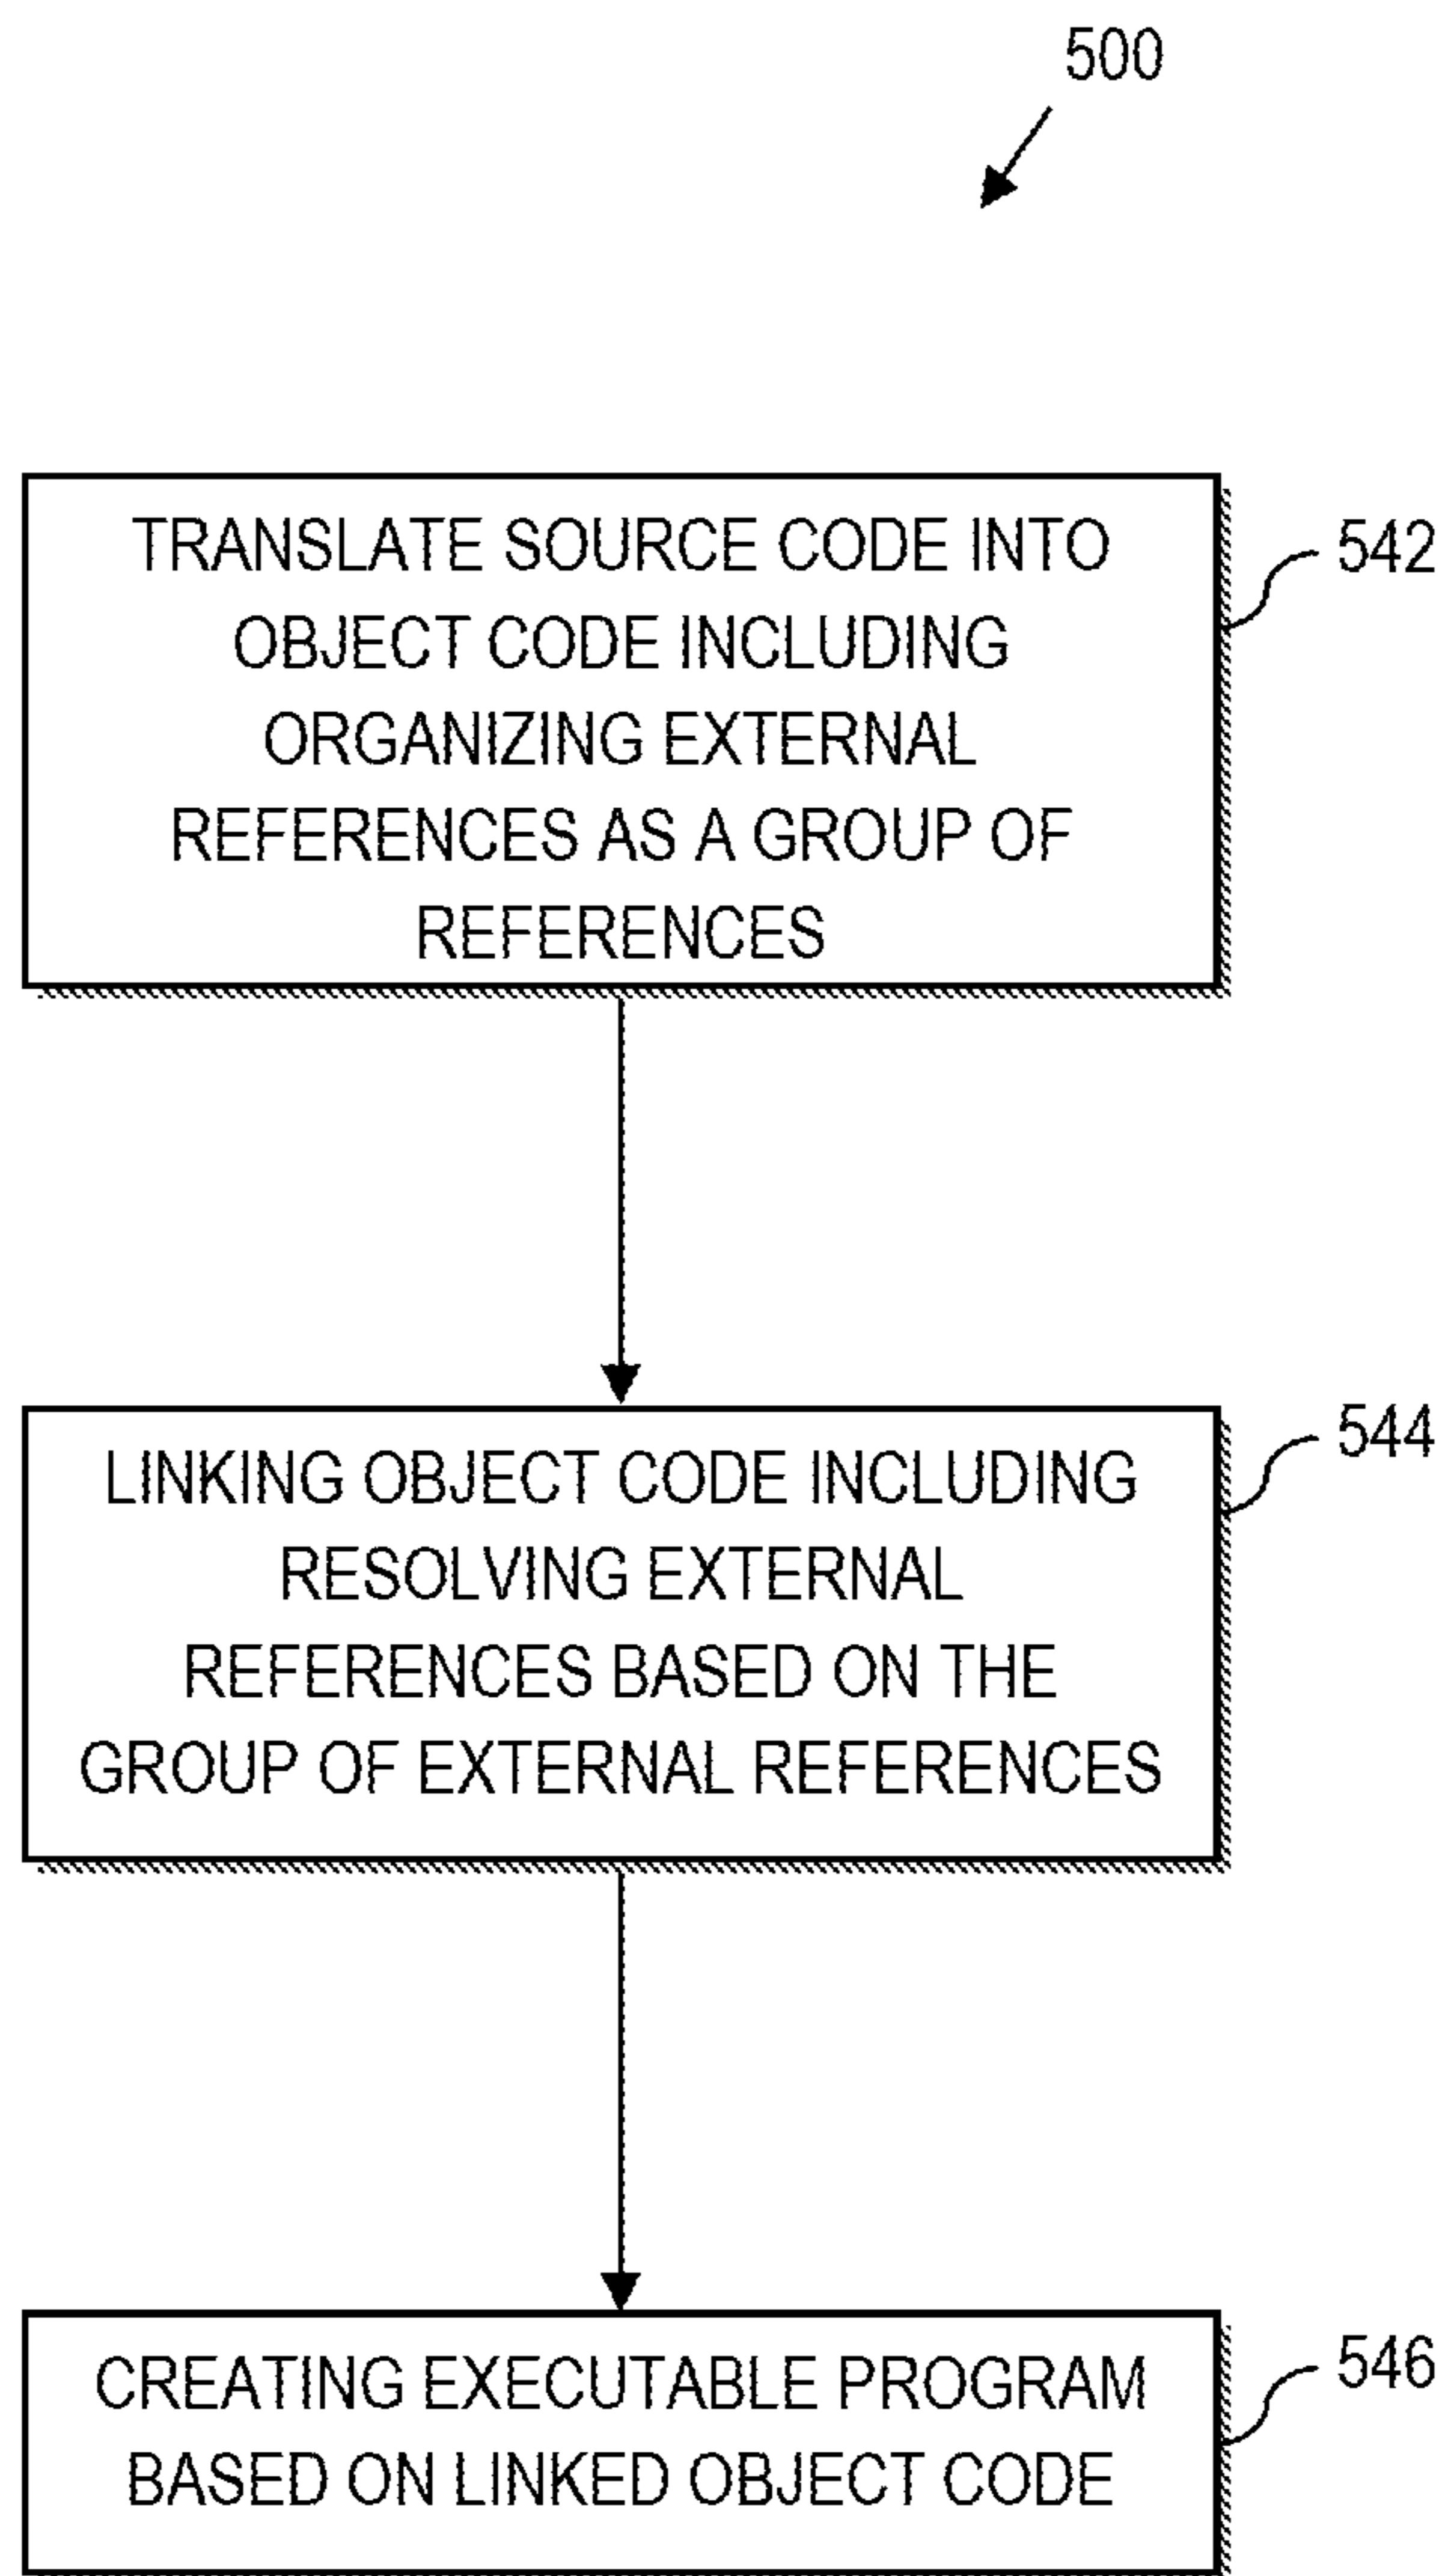 500
TRANSLATE SOURCE CODE INTO
OBJECT CODE INCLUDING
ORGANIZING EXTERNAL
REFERENCES AS A GROUP OF
REFERENCES
542
LINKING OBJECT CODE INCLUDING
RESOLVING EXTERNAL
REFERENCES BASED ON THE
GROUP OF EXTERNAL REFERENCES
544
CREATING EXECUTABLE PROGRAM
BASED ON LINKED OBJECT CODE
546